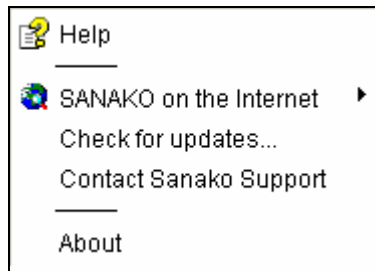 Help
SANAKO on the Internet
Check for updates...
Contact Sanako Support
About